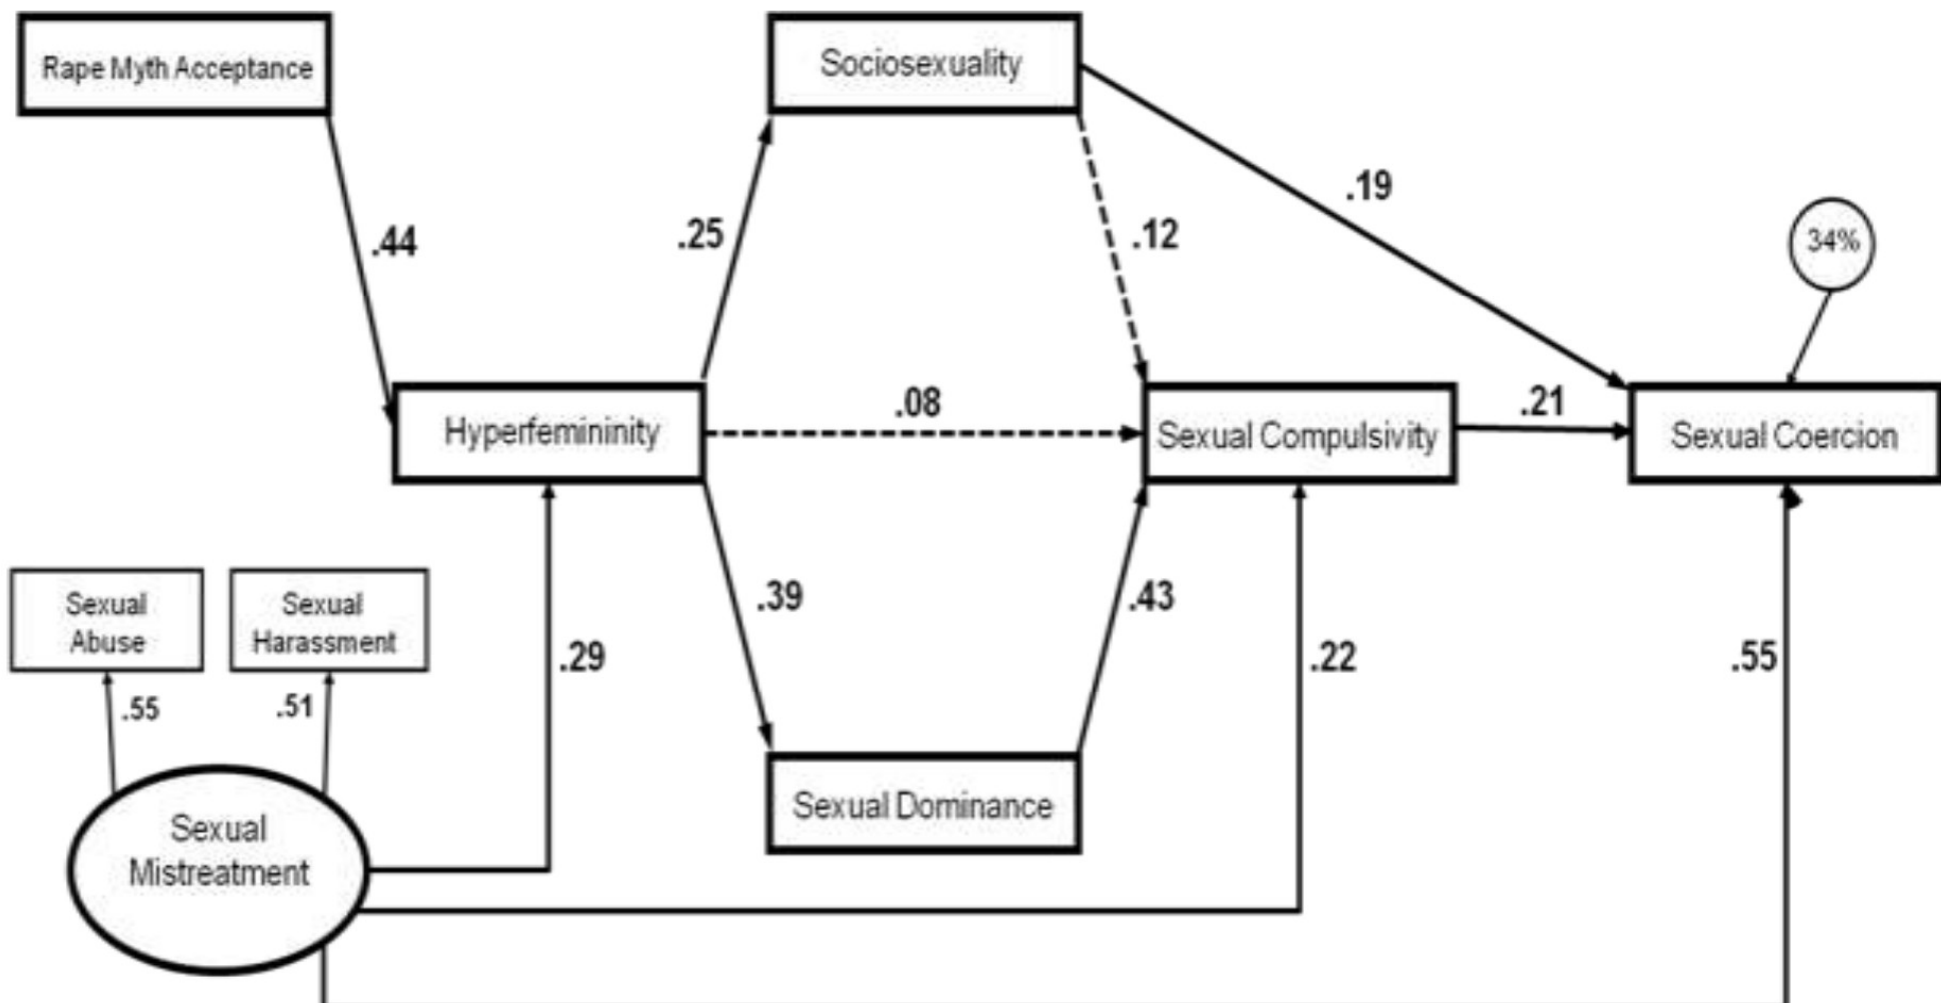 Rape Myth Acceptance
Sociosexuality
.19
.44
.25
.12
34%
Hyperfemininity
.08
Sexual Compulsivity
.21
Sexual Coercion
Sexual
Abuse
Sexual
Harassment
.39
.43
.29
.22
.55
.55
.51
Sexual
Mistreatment
Sexual Dominance